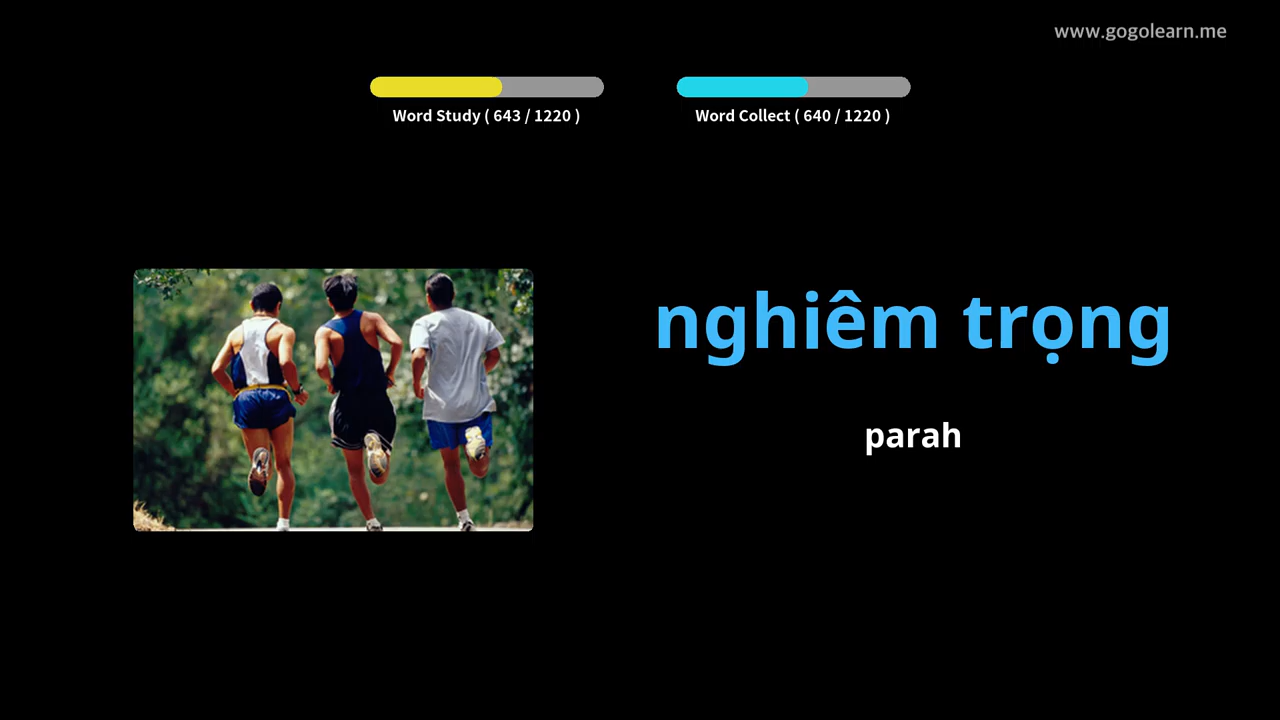 www.gogolearn.me
Word Study ( 643 / 1220 )
Word Collect ( 640 / 1220 )
nghiêm trọng
parah